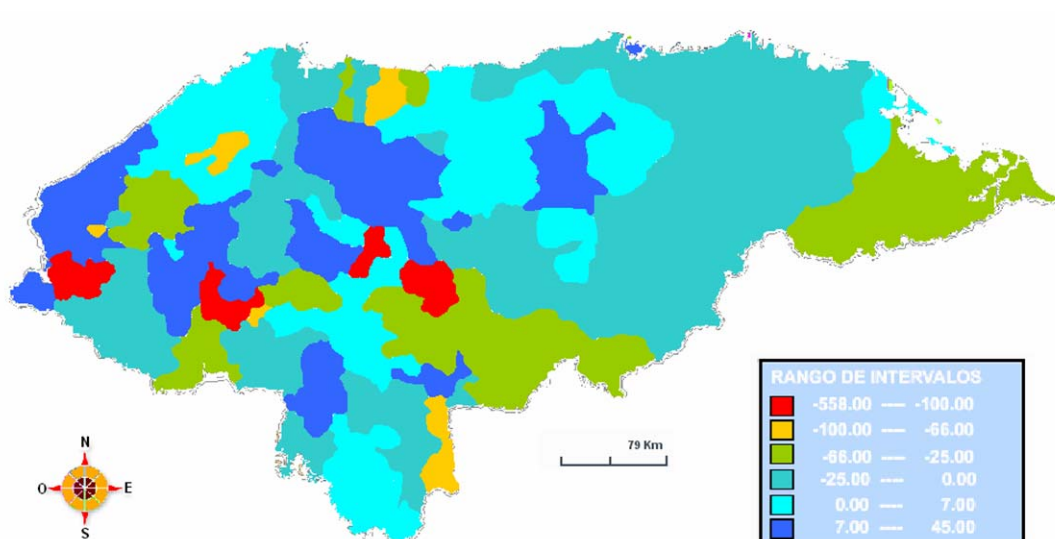 79 Km
N
O E
S
RANGO DE INTERVALOS
-558.00 ---- -100.00
-100.00 ---- -66.00
-66.00 ---- -25.00
-25.00 ---- 0.00
0.00 ---- 7.00
7.00 ---- 45.00